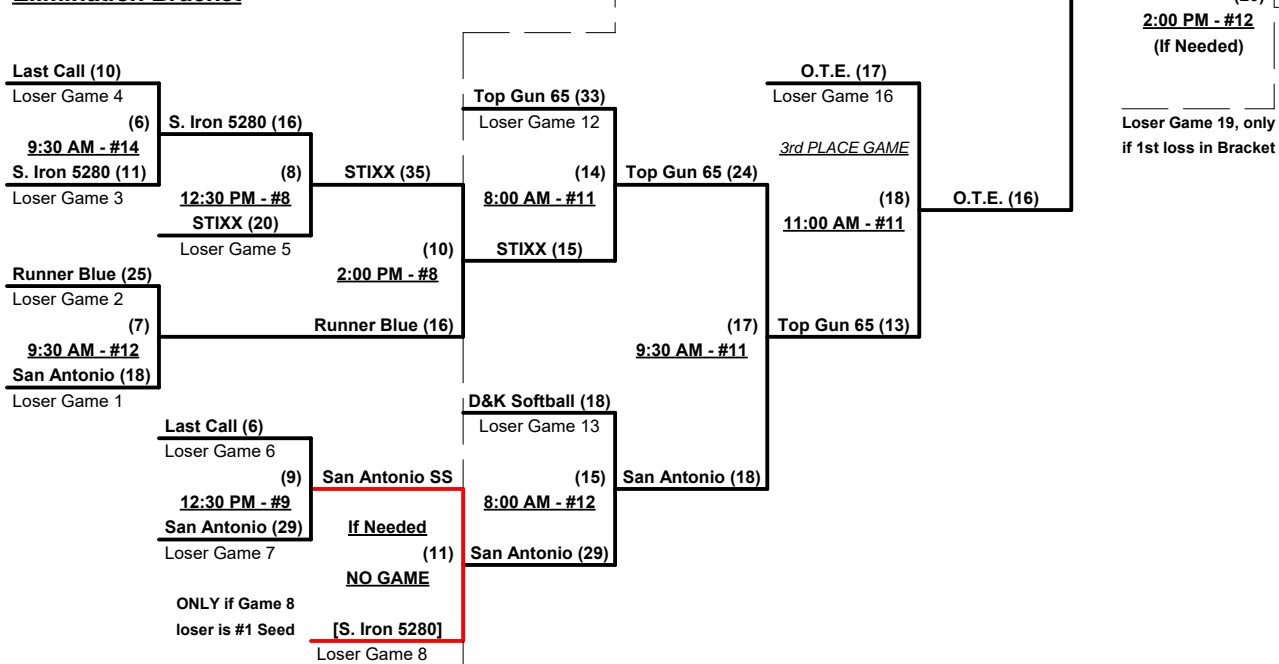 Elimination Bracket
2:00 PM - #12
(If Needed)
Loser Game 19, only
if 1st loss in Bracket
Last Call (10)
Loser Game 4
(6)
9:30 AM - #14
S. Iron 5280 (11)
Loser Game 3
S. Iron 5280 (16)
(8)
12:30 PM - #8
STIXX (20)
Loser Game 5
STIXX (35)
(10)
2:00 PM - #8
Runner Blue (25)
Loser Game 2
(7)
9:30 AM - #12
San Antonio (18)
Loser Game 1
Runner Blue (16)
Top Gun 65 (33)
Loser Game 12
(14)
8:00 AM - #11
STIXX (15)
Top Gun 65 (24)
(17)
9:30 AM - #11
O.T.E. (17)
Loser Game 16
3rd PLACE GAME
(18)
11:00 AM - #11
Top Gun 65 (13)
O.T.E. (16)
Last Call (6)
Loser Game 6
(9)
12:30 PM - #9
San Antonio (29)
Loser Game 7
San Antonio SS
If Needed
(11)
NO GAME
ONLY if Game 8
loser is #1 Seed
[S. Iron 5280]
Loser Game 8
D&K Softball (18)
Loser Game 13
(15)
8:00 AM - #12
San Antonio (29)
San Antonio (18)